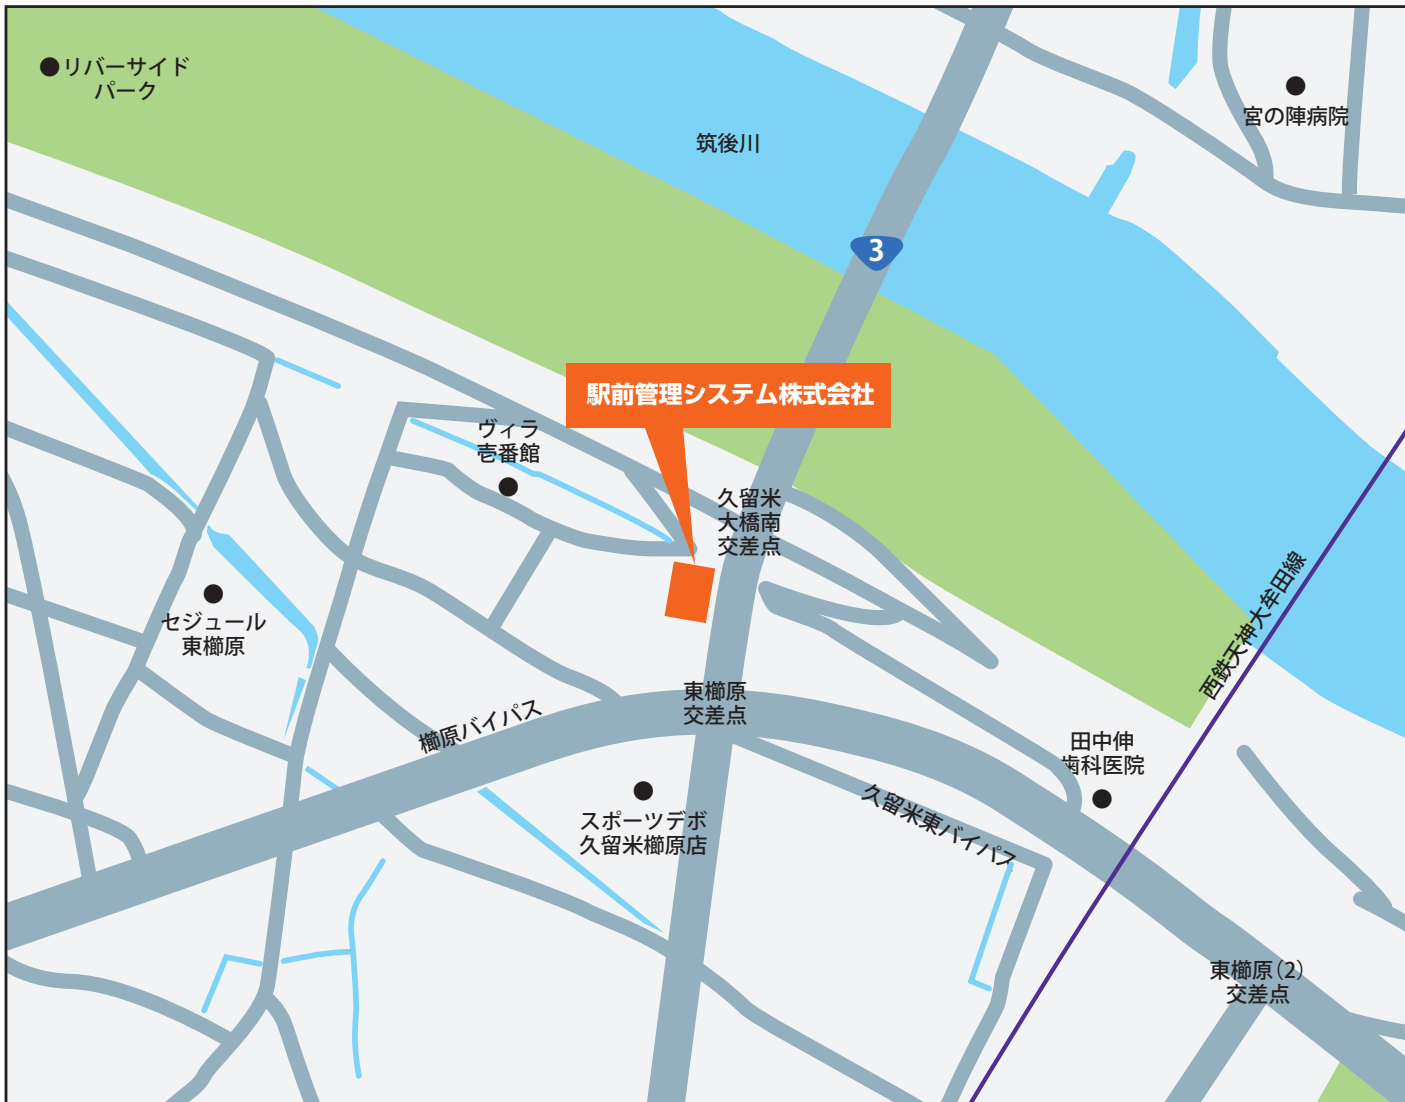 リバーサイド
パーク
筑後川
宮の陣病院
3
駅前管理システム株式会社
ヴィラ
壱番館
久留米
大橋南
交差点
セジュール
東櫛原
西鉄天神大牟田線
東櫛原
交差点
櫛原バイパス
田中伸
歯科医院
スポーツデポ
久留米櫛原店
久留米東バイパス
東櫛原(2)
交差点